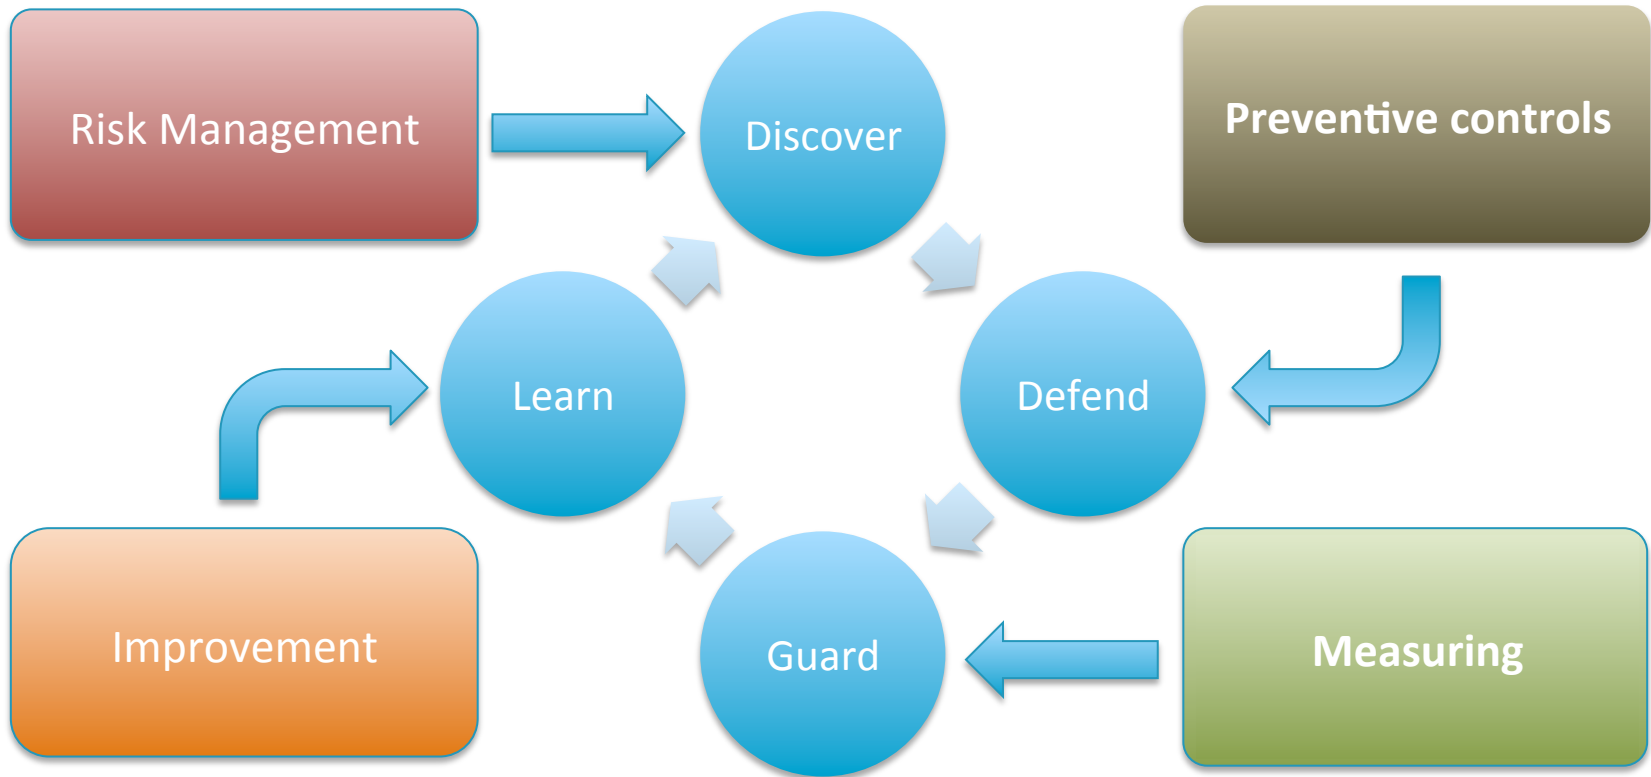 Risk Management
Discover
Preventive controls
Learn
Defend
Improvement
Guard
Measuring